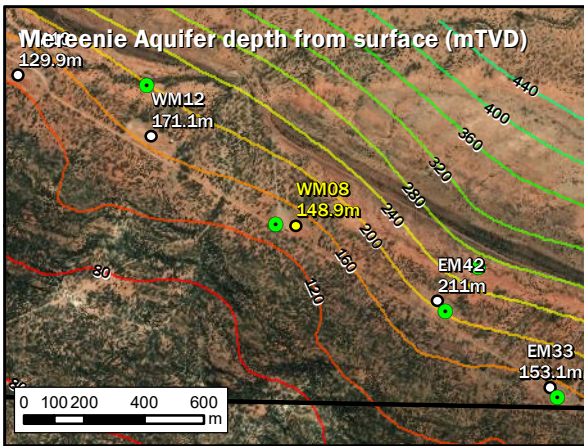 Mereenie Aquifer depth from surface (mTVD)
129.9m
WM12
171.1m
WM08
148.9m
EM42
211m
EM33
153.1m
440
400
360
320
280
240
200
160
120
80
0 100 200 400 600
m